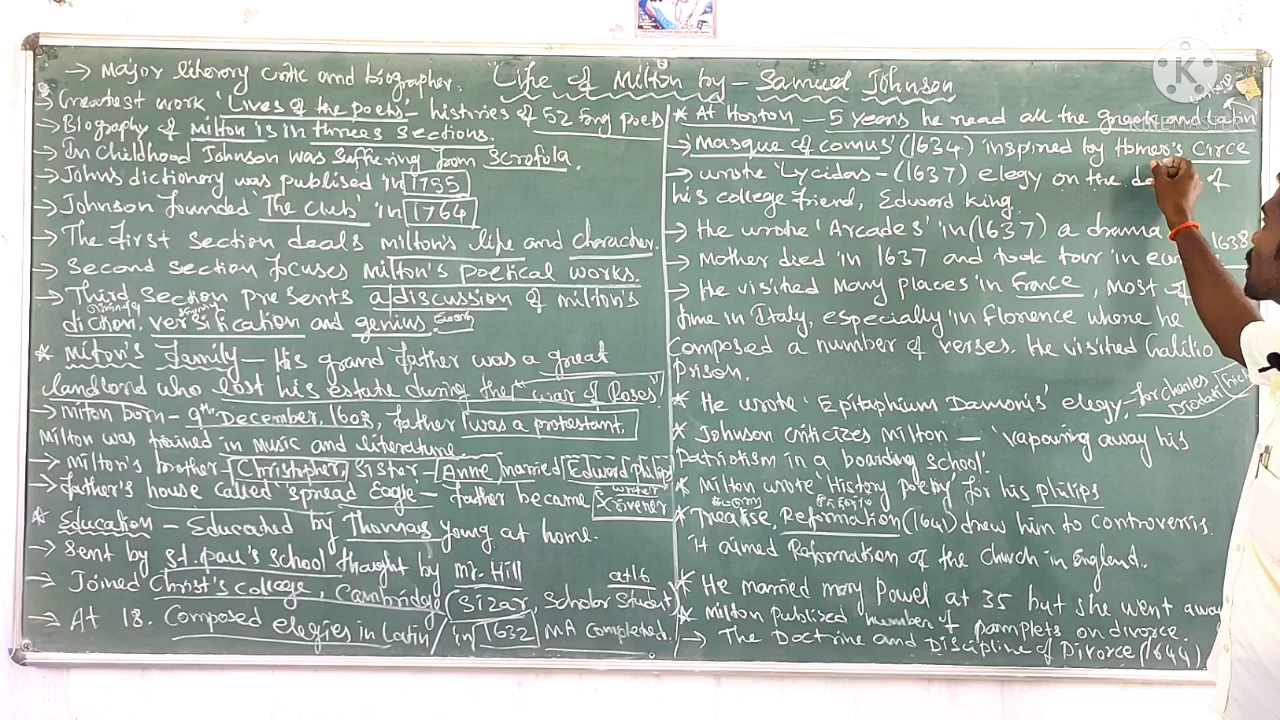 → Major literary critic and biographer.
"Life of Milton by – Samuel Johnson
→ Greatest work 'Lives of the poets' – histories of 52 Eng poets
→ Biography of Milton is in threes sections.
→ In childhood Johnson was suffering from Scrofola.
→ Johns dictionery was publised in 1755
→ Johnson founded 'The Club' in 1764
→ The first section deals Milton's life and character.
→ Second section focuses Milton's poetical works.
→ Third section presents a discussion of Milton's
diction, versification and genius.
* Miton's Family – His grand father was a great
landlord who lost his estate during the "war of Roses"
→ Miton born – 9th December, 1608, father was a protestant.
Milton was trained in music and literature
→ Milton's brother – Christopher, Sister – Anne married Edward Philips
→ father's house called 'spread Eagle – father became Scrivener
writer
* Education – Educated by Thomas young at home.
→ Sent by St. Paul's School thought by Mr. Hill
→ Joined Christ's college, Cambridge (Sizar, Scholar Student)
at 16
→ At 18. Composed elegies in Latin / in 1632 MA Completed.
* At Horton – 5 years he read all the greek and latin
→ 'Masque of comus' (1634) inspired by Homer's Circe
→ wrote 'Lycidas – (1637) elegy on the of
his college friend, Edward King.
→ He wrote 'Arcades' in (1637) a drama
→ Mother died in 1637 and took tour in 1638
→ He visited Many places in France, most of
time in Italy, especially in Florence where he
Composed a number of verses. He visited Galilio
Prison.
* He wrote 'Epitaphium Damonis' elegy, for Charles
Diodati
* Johnson criticizes Milton – 'vapouring away his
Patriotism in a boarding school'.
* Milton wrote 'History poetry' for his philips
* Treatise, Reformation (1641) drew him to controversis.
it aimed Reformation of the Church in England.
* He married mary Powel at 35 but she went away
* Milton Publised number of pamplets on divorce.
→ The Doctrine and Discipline of Divorce (1644)
KINEMASTER